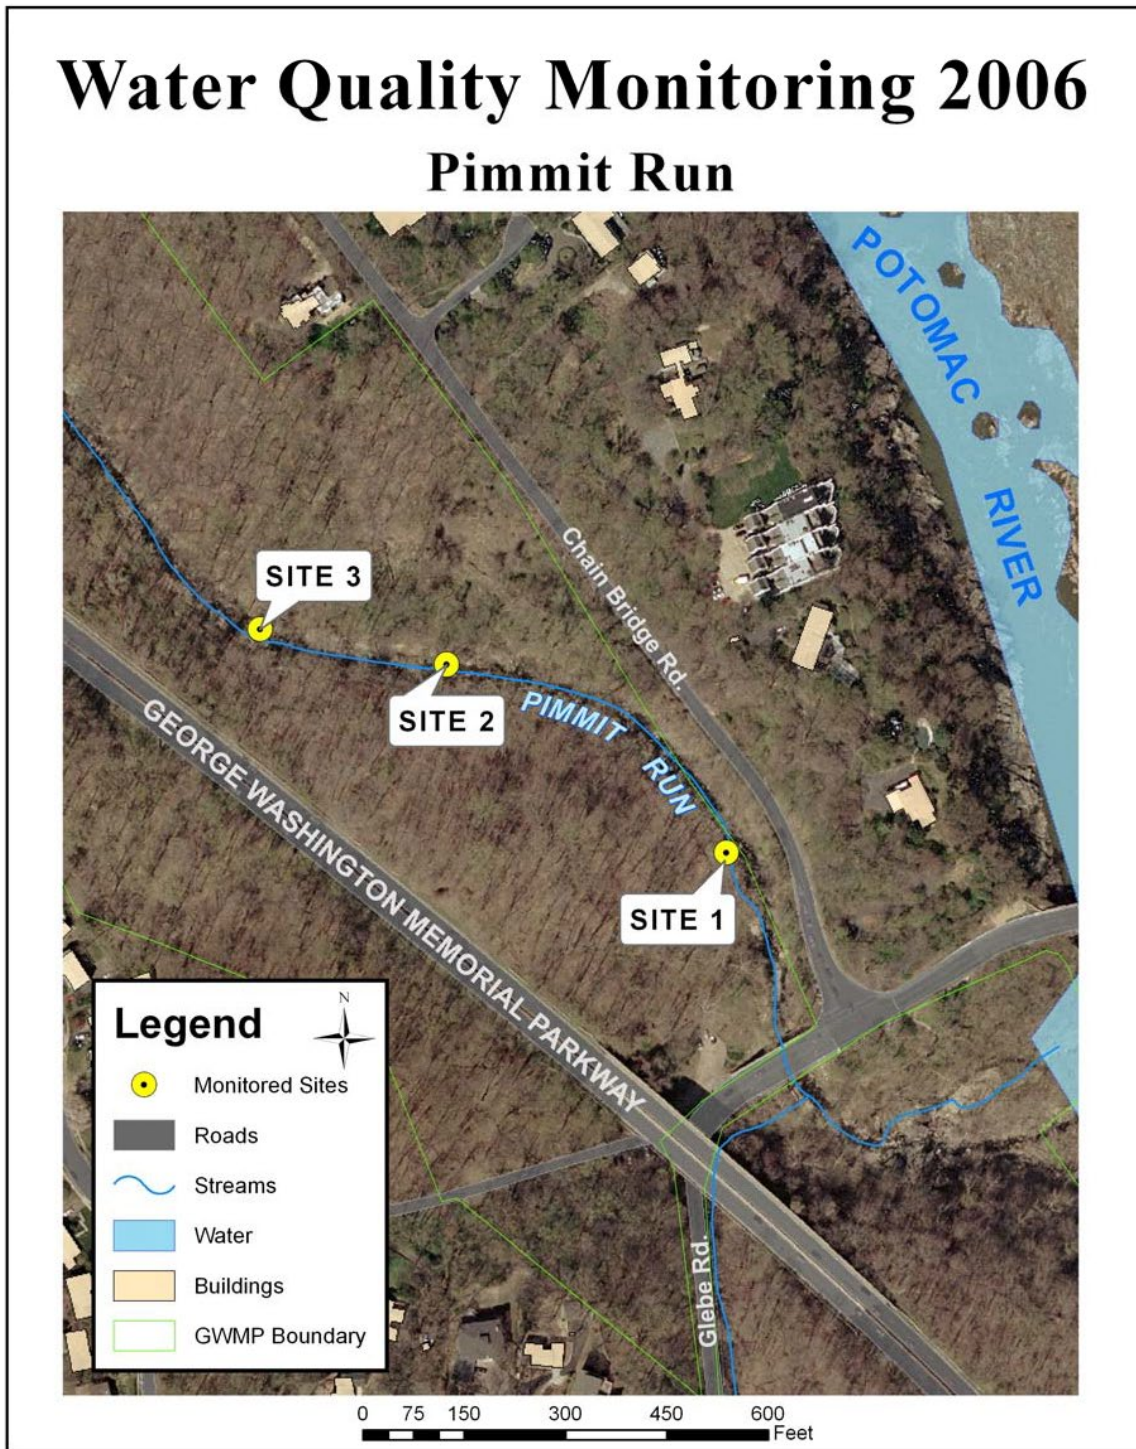 Water Quality Monitoring 2006
Pimmit Run
POTOMAC
RIVER
Chain Bridge Rd.
SITE 3
SITE 2
PIMMIT
RUN
SITE 1
GEORGE WASHINGTON MEMORIAL PARKWAY
Glebe Rd.
Legend
N
Monitored Sites
Roads
Streams
Water
Buildings
GWMP Boundary
0 75 150 300 450 600
Feet